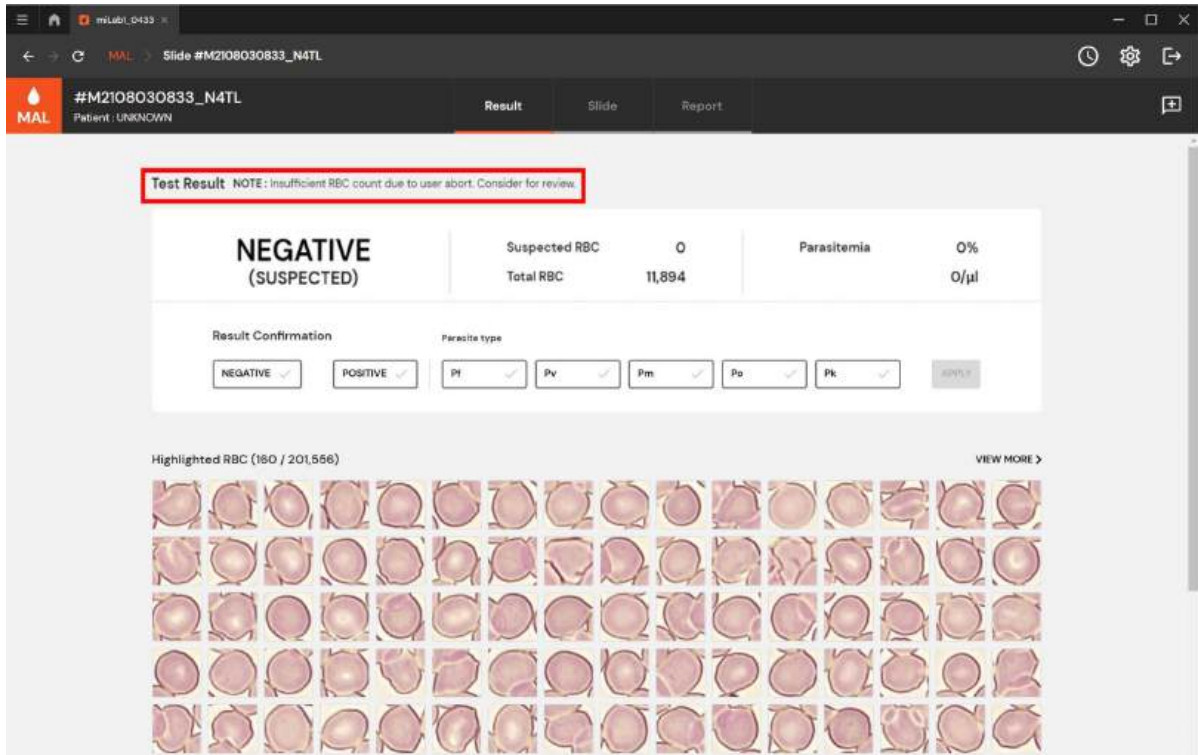 miLab1_0433
MAL > Slide #M2108030833_N4TL
MAL
#M2108030833_N4TL
Patient : UNKNOWN
Result
Slide
Report
Test Result NOTE : Insufficient RBC count due to user abort. Consider for review.
NEGATIVE
(SUSPECTED)
Suspected RBC 0
Total RBC 11,894
Parasitemia 0%
0/µl
Result Confirmation
Parasite type
NEGATIVE
POSITIVE
Pf
Pv
Pm
Po
Pk
APPLY
Highlighted RBC (160 / 201,556)
VIEW MORE >